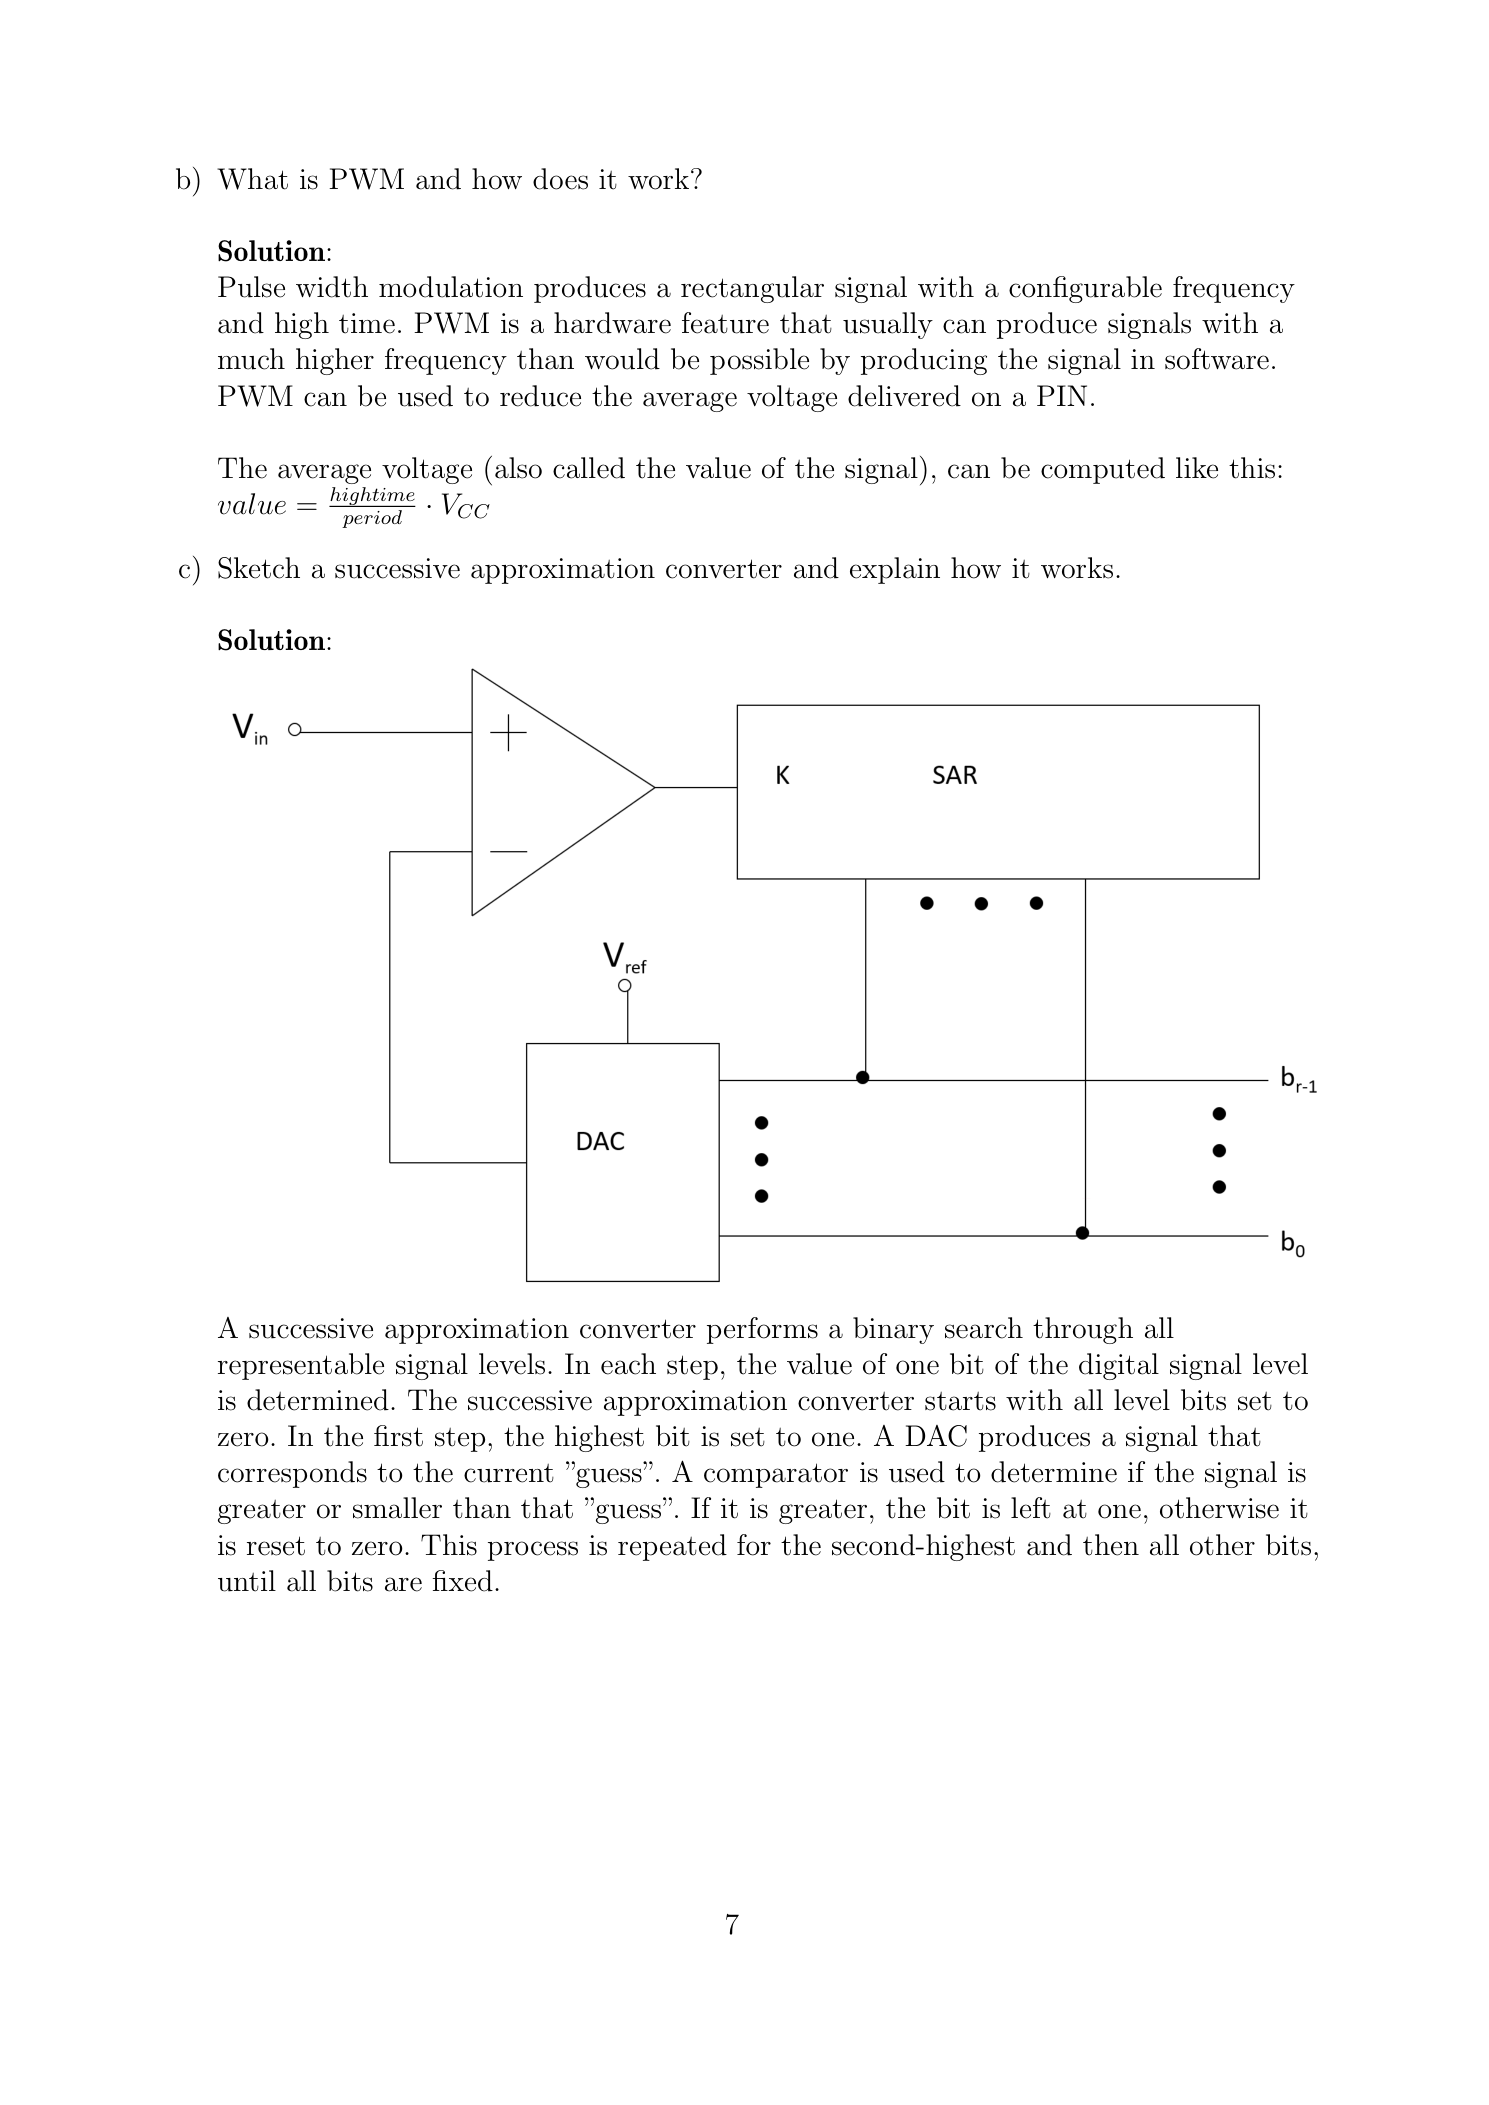 b) What is PWM and how does it work?
Solution:
Pulse width modulation produces a rectangular signal with a configurable frequency
and high time. PWM is a hardware feature that usually can produce signals with a
much higher frequency than would be possible by producing the signal in software.
PWM can be used to reduce the average voltage delivered on a PIN.
The average voltage (also called the value of the signal), can be computed like this:
value = \frac{hightime}{period} · V_{CC}
c) Sketch a successive approximation converter and explain how it works.
Solution:
V_{in}
+
K SAR
—
V_{ref}
b_{r-1}
DAC
b_0
A successive approximation converter performs a binary search through all
representable signal levels. In each step, the value of one bit of the digital signal level
is determined. The successive approximation converter starts with all level bits set to
zero. In the first step, the highest bit is set to one. A DAC produces a signal that
corresponds to the current ”guess”. A comparator is used to determine if the signal is
greater or smaller than that ”guess”. If it is greater, the bit is left at one, otherwise it
is reset to zero. This process is repeated for the second-highest and then all other bits,
until all bits are fixed.
7